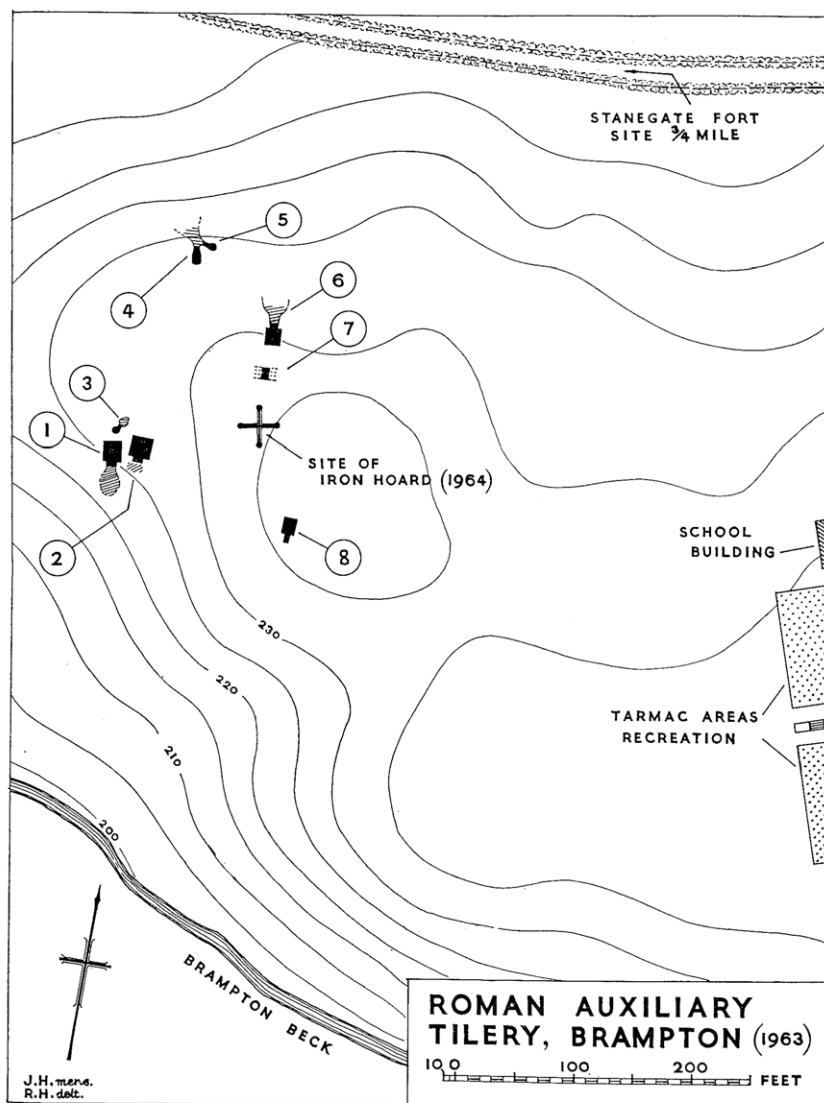 STANEGATE FORT
SITE ¾ MILE
5
4
6
7
3
1
SITE OF
IRON HOARD (1964)
2
8
SCHOOL
BUILDING
230
220
TARMAC AREAS
RECREATION
210
200
BRAMPTON BECK
ROMAN AUXILIARY
TILERY, BRAMPTON (1963)
10 0 100 200 FEET
J.H. mens.
R.H. delt.